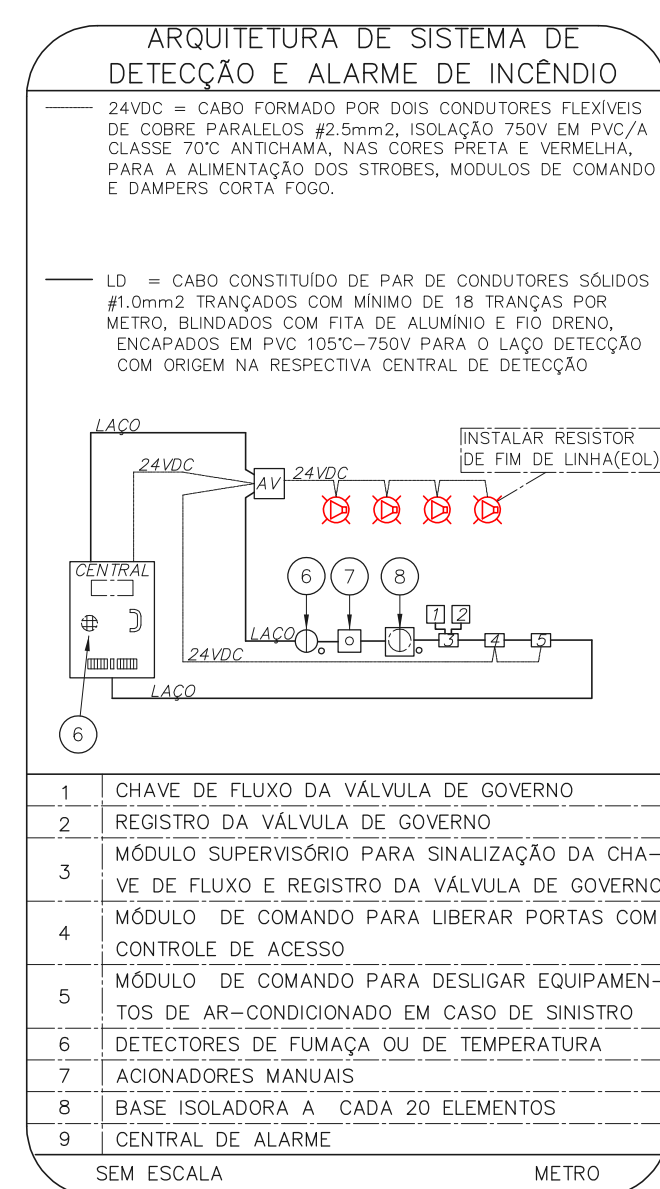 ARQUITETURA DE SISTEMA DE
DETECÇÃO E ALARME DE INCÊNDIO
24VDC = CABO FORMADO POR DOIS CONDUTORES FLEXÍVEIS
DE COBRE PARALELOS #2.5mm2, ISOLAÇÃO 750V EM PVC/A
CLASSE 70°C ANTICHAMA, NAS CORES PRETA E VERMELHA,
PARA A ALIMENTAÇÃO DOS STROBES, MODULOS DE COMANDO
E DAMPERS CORTA FOGO.
LD = CABO CONSTITUÍDO DE PAR DE CONDUTORES SÓLIDOS
#1.0mm2 TRANÇADOS COM MÍNIMO DE 18 TRANÇAS POR
METRO, BLINDADOS COM FITA DE ALUMÍNIO E FIO DRENO,
ENCAPADOS EM PVC 105°C-750V PARA O LAÇO DETECÇÃO
COM ORIGEM NA RESPECTIVA CENTRAL DE DETECÇÃO
LAÇO
INSTALAR RESISTOR
DE FIM DE LINHA(EOL)
24VDC
AV
24VDC
CENTRAL
6
7
8
1
2
LAÇO
3
4
5
24VDC
LAÇO
6
1 CHAVE DE FLUXO DA VÁLVULA DE GOVERNO
2 REGISTRO DA VÁLVULA DE GOVERNO
3 MÓDULO SUPERVISÓRIO PARA SINALIZAÇÃO DA CHA-
VE DE FLUXO E REGISTRO DA VÁLVULA DE GOVERNO
4 MÓDULO DE COMANDO PARA LIBERAR PORTAS COM
CONTROLE DE ACESSO
5 MÓDULO DE COMANDO PARA DESLIGAR EQUIPAMEN-
TOS DE AR-CONDICIONADO EM CASO DE SINISTRO
6 DETECTORES DE FUMAÇA OU DE TEMPERATURA
7 ACIONADORES MANUAIS
8 BASE ISOLADORA A CADA 20 ELEMENTOS
9 CENTRAL DE ALARME
SEM ESCALA METRO